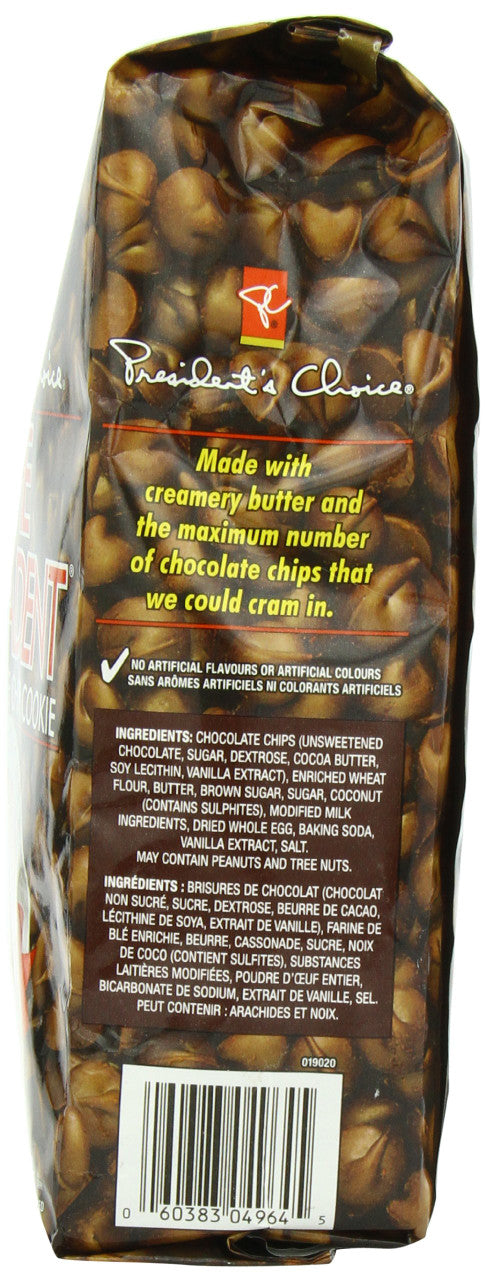 PC
President's Choice®
Made with
creamery butter and
the maximum number
of chocolate chips that
we could cram in.
NO ARTIFICIAL FLAVOURS OR ARTIFICIAL COLOURS
SANS ARÔMES ARTIFICIELS NI COLORANTS ARTIFICIELS
INGREDIENTS: CHOCOLATE CHIPS (UNSWEETENED
CHOCOLATE, SUGAR, DEXTROSE, COCOA BUTTER,
SOY LECITHIN, VANILLA EXTRACT), ENRICHED WHEAT
FLOUR, BUTTER, BROWN SUGAR, SUGAR, COCONUT
(CONTAINS SULPHITES), MODIFIED MILK
INGREDIENTS, DRIED WHOLE EGG, BAKING SODA,
VANILLA EXTRACT, SALT.
MAY CONTAIN PEANUTS AND TREE NUTS.
INGRÉDIENTS : BRISURES DE CHOCOLAT (CHOCOLAT
NON SUCRÉ, SUCRE, DEXTROSE, BEURRE DE CACAO,
LÉCITHINE DE SOYA, EXTRAIT DE VANILLE), FARINE DE
BLÉ ENRICHIE, BEURRE, CASSONADE, SUCRE, NOIX
DE COCO (CONTIENT SULFITES), SUBSTANCES
LAITIÈRES MODIFIÉES, POUDRE D'ŒUF ENTIER,
BICARBONATE DE SODIUM, EXTRAIT DE VANILLE, SEL.
PEUT CONTENIR : ARACHIDES ET NOIX.
019020
0 60383 04964 5
COOKIE